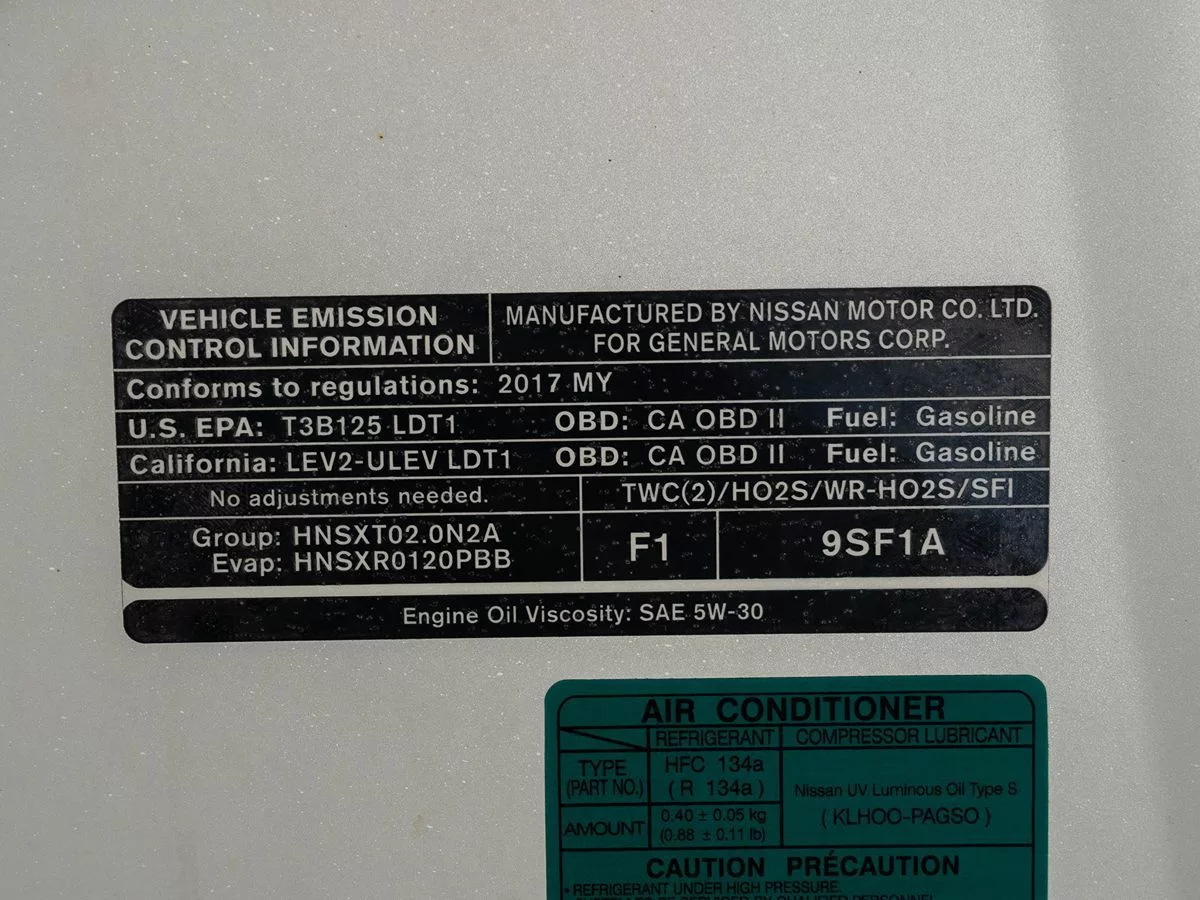 VEHICLE EMISSION
CONTROL INFORMATION
MANUFACTURED BY NISSAN MOTOR CO. LTD.
FOR GENERAL MOTORS CORP.
Conforms to regulations: 2017 MY
U.S. EPA: T3B125 LDT1 OBD: CA OBD II Fuel: Gasoline
California: LEV2-ULEV LDT1 OBD: CA OBD II Fuel: Gasoline
No adjustments needed. TWC(2)/HO2S/WR-HO2S/SFI
Group: HNSXT02.0N2A
Evap: HNSXR0120PBB
F1
9SF1A
Engine Oil Viscosity: SAE 5W-30
AIR CONDITIONER
REFRIGERANT COMPRESSOR LUBRICANT
TYPE
(PART NO.)
HFC 134a
(R 134a)
Nissan UV Luminous Oil Type S
(KLHOO-PAGSO)
AMOUNT
0.40 ± 0.05 kg
(0.88 ± 0.11 lb)
CAUTION PRÉCAUTION
• REFRIGERANT UNDER HIGH PRESSURE.